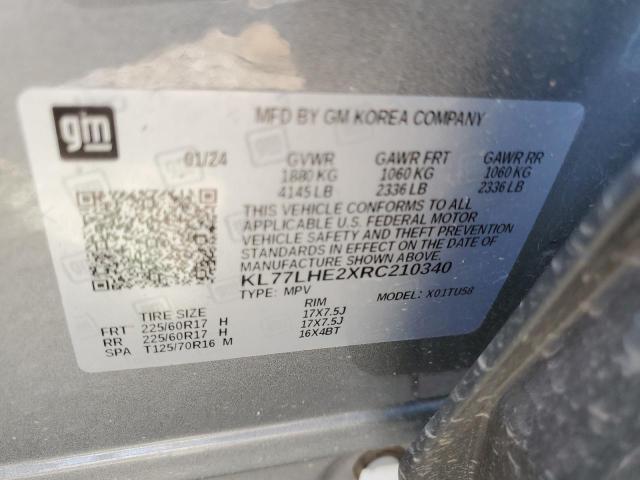 gm
MFD BY GM KOREA COMPANY
01/24 GVWR GAWR FRT GAWR RR
1880 KG 1060 KG 1060 KG
4145 LB 2336 LB 2336 LB
THIS VEHICLE CONFORMS TO ALL
APPLICABLE U.S. FEDERAL MOTOR
VEHICLE SAFETY AND THEFT PREVENTION
STANDARDS IN EFFECT ON THE DATE OF
MANUFACTURE SHOWN ABOVE.
KL77LHE2XRC210340
TYPE: MPV MODEL: X01TU58
TIRE SIZE RIM
FRT 225/60R17 H 17X7.5J
RR 225/60R17 H 17X7.5J
SPA T125/70R16 M 16X4BT